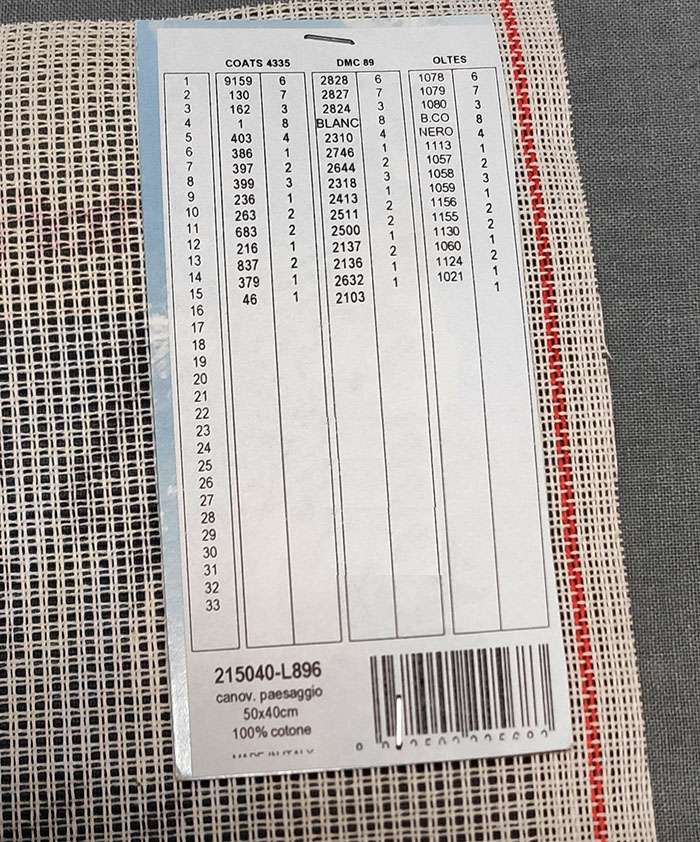 COATS 4335 DMC 89 OLTES
1 9159 6 2828 6 1078 6
2 130 7 2827 7 1079 7
3 162 3 2824 3 1080 3
4 1 8 BLANC 8 B.CO 8
5 403 4 2310 4 NERO 4
6 386 1 2746 1 1113 1
7 397 2 2644 2 1057 2
8 399 3 2318 3 1058 3
9 236 1 2413 1 1059 1
10 263 2 2511 2 1156 2
11 683 2 2500 2 1155 2
12 216 1 2137 1 1130 1
13 837 2 2136 2 1060 2
14 379 1 2632 1 1124 1
15 46 1 2103 1 1021 1
16
17
18
19
20
21
22
23
24
25
26
27
28
29
30
31
32
33
215040-L896
canov. paesaggio
50x40cm
100% cotone
MADE IN ITALY